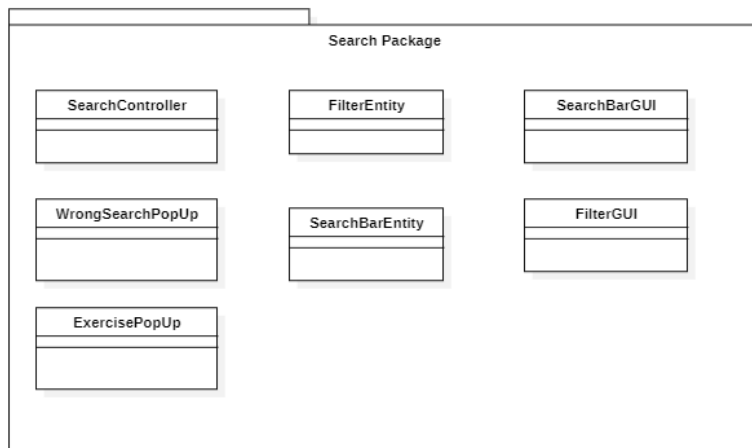 Search Package
SearchController
FilterEntity
SearchBarGUI
WrongSearchPopUp
SearchBarEntity
FilterGUI
ExercisePopUp